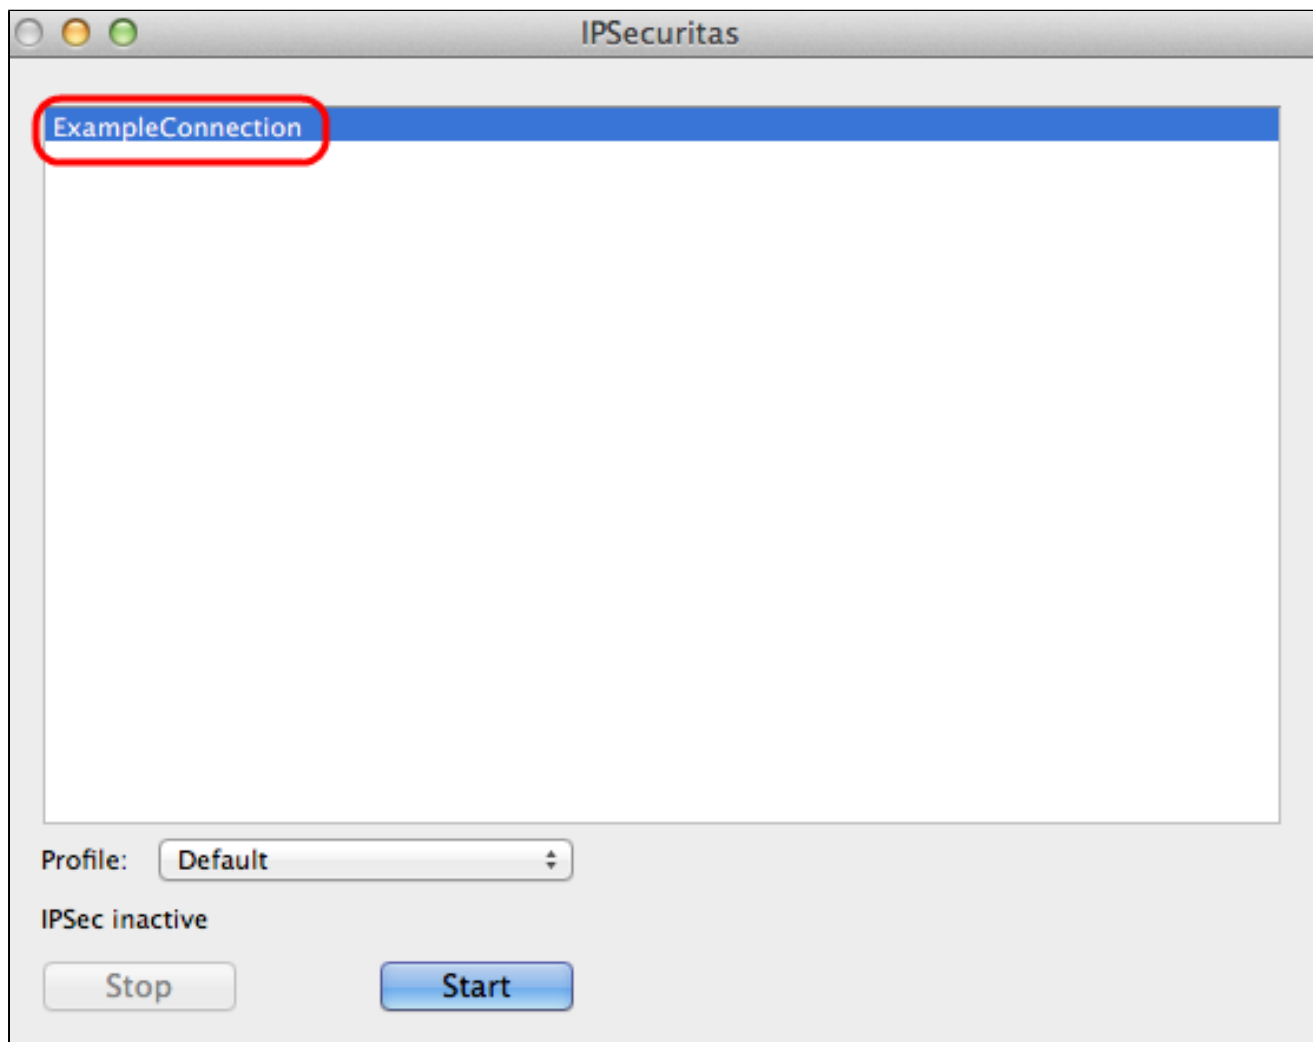 IPSecuritas
ExampleConnection
Profile: Default
IPSec inactive
Stop Start